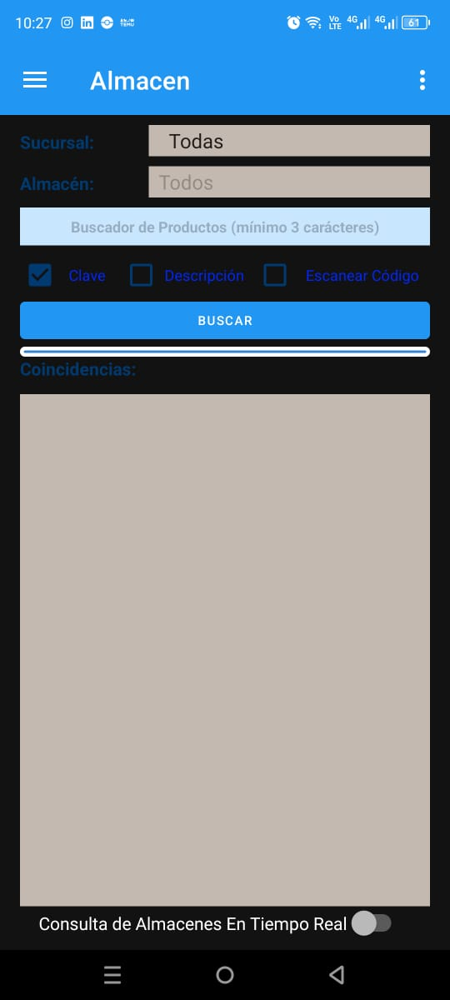 10:27 Vo LTE 4G 4G 61
Almacen
Sucursal: Todas
Almacén: Todos
Buscador de Productos (mínimo 3 carácteres)
Clave Descripción Escanear Código
BUSCAR
Coincidencias:
Consulta de Almacenes En Tiempo Real